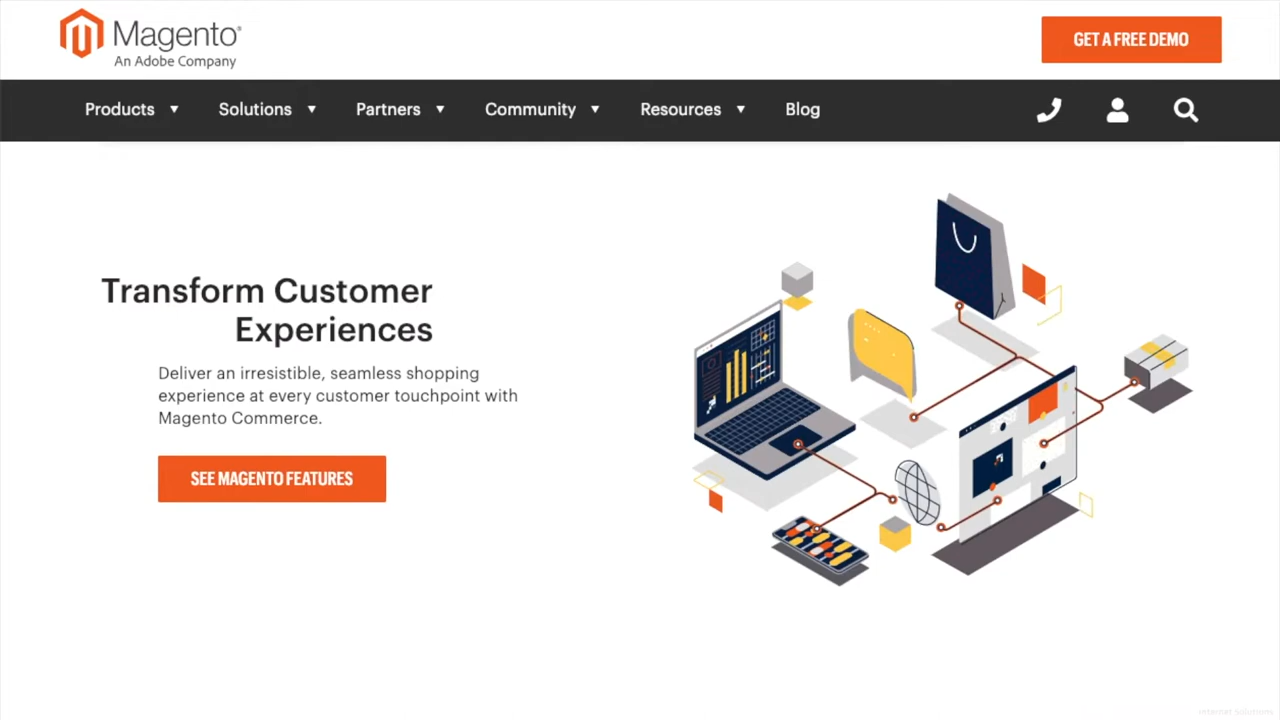 Magento®
An Adobe Company
GET A FREE DEMO
Products
Solutions
Partners
Community
Resources
Blog
Transform Customer
Experiences
Deliver an irresistible, seamless shopping
experience at every customer touchpoint with
Magento Commerce.
SEE MAGENTO FEATURES